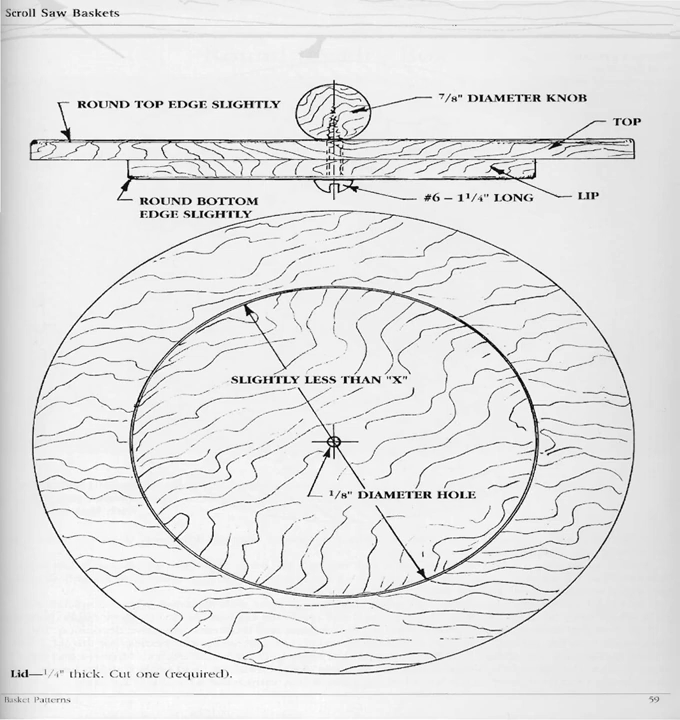 Scroll Saw Baskets
7/8" DIAMETER KNOB
ROUND TOP EDGE SLIGHTLY
TOP
ROUND BOTTOM
EDGE SLIGHTLY
#6 – 1 1/4" LONG
LIP
SLIGHTLY LESS THAN "X"
1/8" DIAMETER HOLE
Lid—1/4" thick. Cut one (required).
Basket Patterns
59